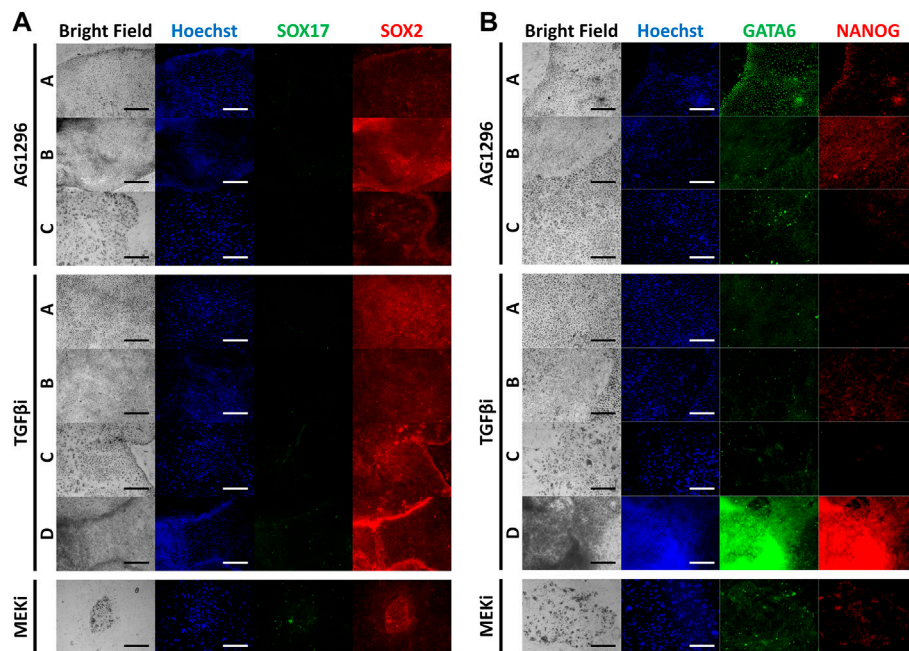 A
Bright Field Hoechst SOX17 SOX2
AG1296
A
B
C
TGFβi
A
B
C
D
MEKi
B
Bright Field Hoechst GATA6 NANOG
AG1296
A
B
C
TGFβi
A
B
C
D
MEKi